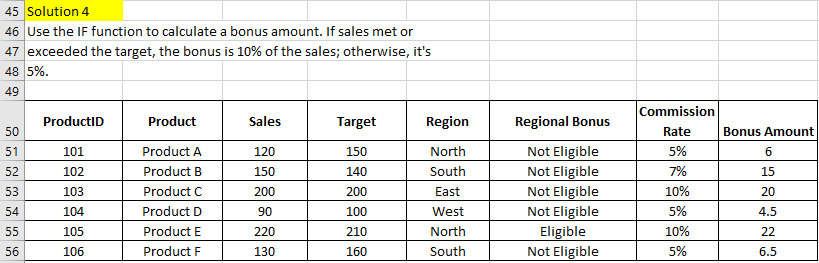 45 Solution 4
46 Use the IF function to calculate a bonus amount. If sales met or
47 exceeded the target, the bonus is 10% of the sales; otherwise, it's
48 5%.
49
50 ProductID Product Sales Target Region Regional Bonus Commission Rate Bonus Amount
51 101 Product A 120 150 North Not Eligible 5% 6
52 102 Product B 150 140 South Not Eligible 7% 15
53 103 Product C 200 200 East Not Eligible 10% 20
54 104 Product D 90 100 West Not Eligible 5% 4.5
55 105 Product E 220 210 North Eligible 10% 22
56 106 Product F 130 160 South Not Eligible 5% 6.5